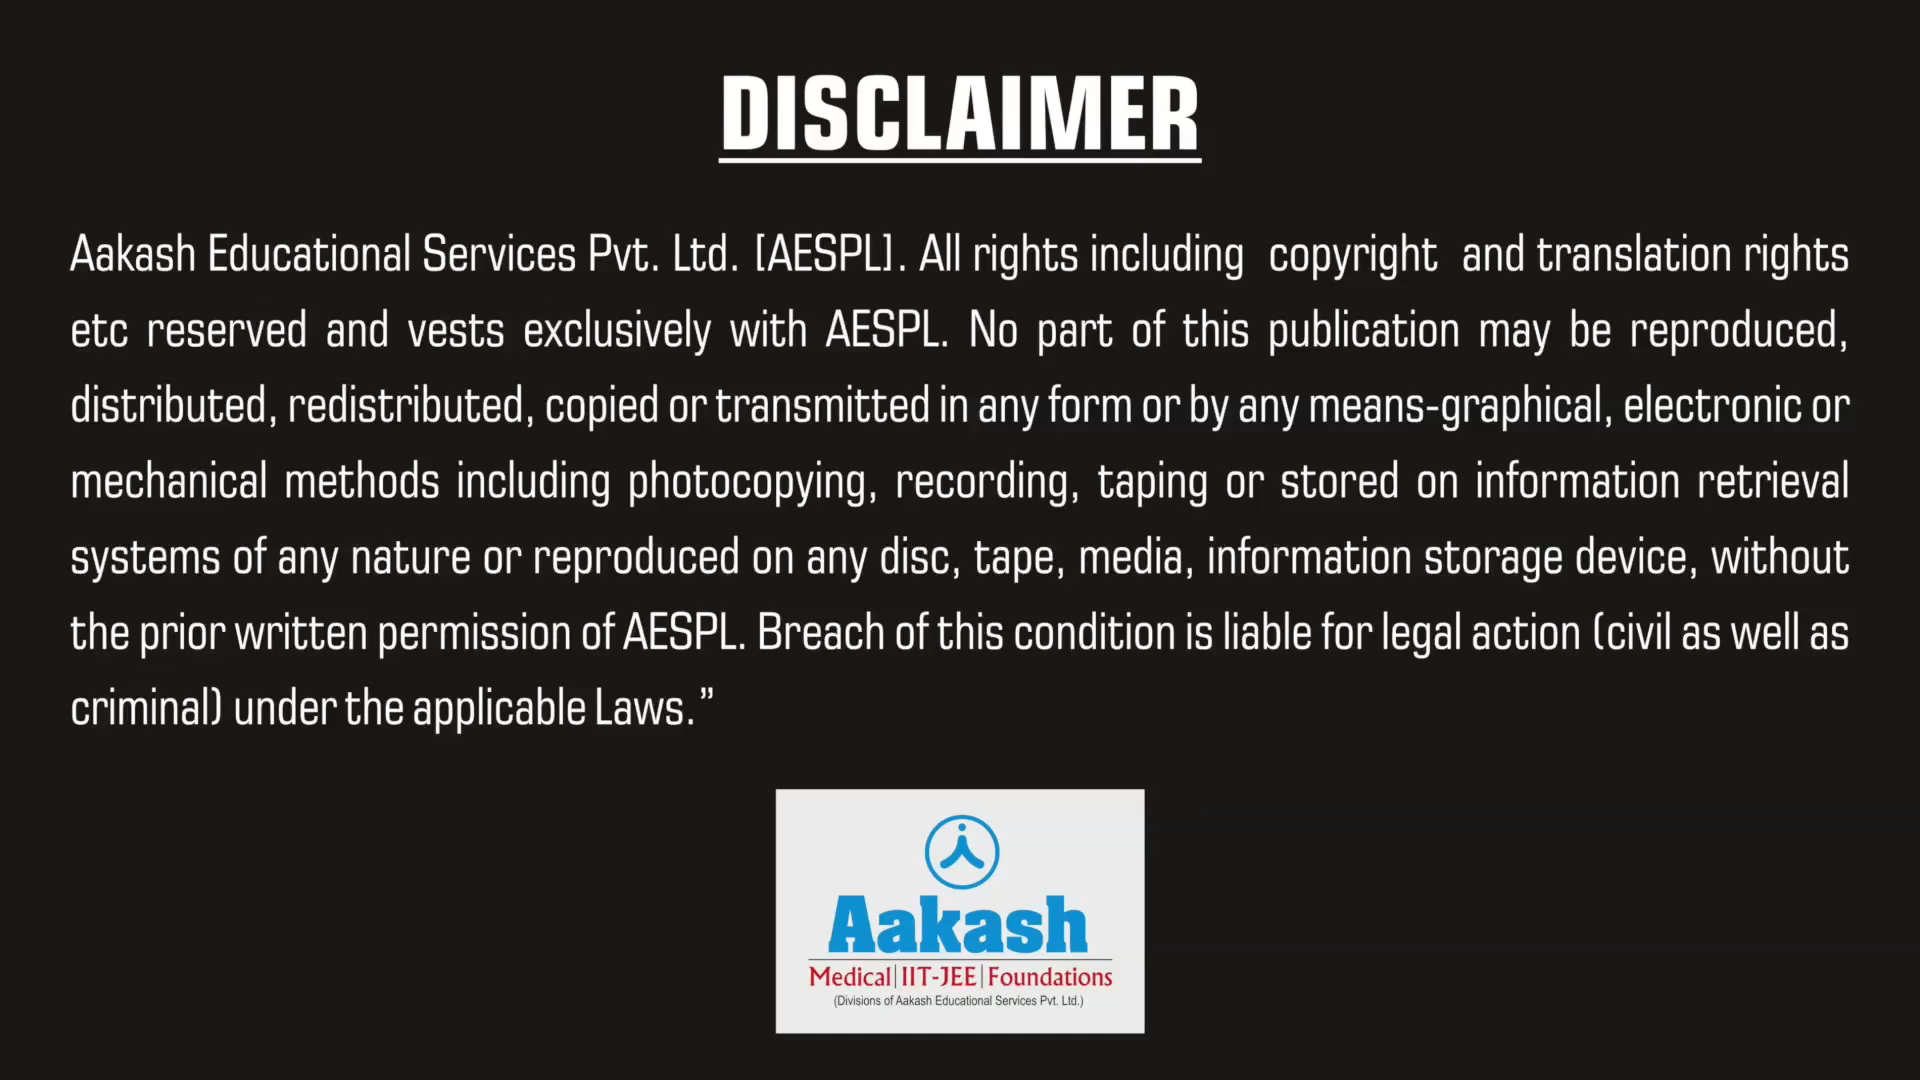 DISCLAIMER
Aakash Educational Services Pvt. Ltd. [AESPL]. All rights including copyright and translation rights
etc reserved and vests exclusively with AESPL. No part of this publication may be reproduced,
distributed, redistributed, copied or transmitted in any form or by any means-graphical, electronic or
mechanical methods including photocopying, recording, taping or stored on information retrieval
systems of any nature or reproduced on any disc, tape, media, information storage device, without
the prior written permission of AESPL. Breach of this condition is liable for legal action (civil as well as
criminal) under the applicable Laws.”
Aakash
Medical|IIT-JEE|Foundations
(Divisions of Aakash Educational Services Pvt. Ltd.)